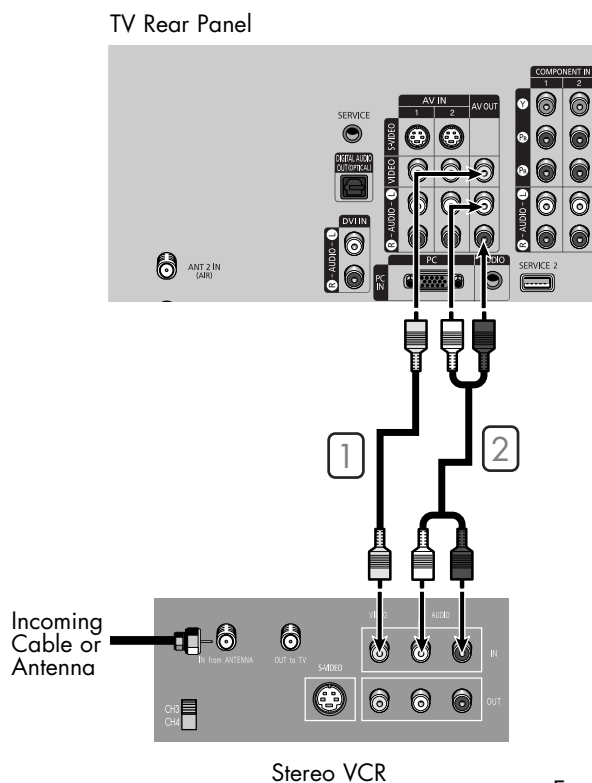 TV Rear Panel
COMPONENT IN
1 2
AV IN
AV OUT
1 2
SERVICE
S-VIDEO
Y
DIGITAL AUDIO
OUT(OPTICAL)
VIDEO
R - AUDIO - L
DVI IN
R - AUDIO - L
R - AUDIO - L
ANT 2 IN
(AIR)
PC
IN
PC
SERVICE 2
1
2
Incoming
Cable or
Antenna
VIDEO
AUDIO
IN from ANTENNA
OUT to TV
IN
S-VIDEO
CH3
CH4
OUT
Stereo VCR